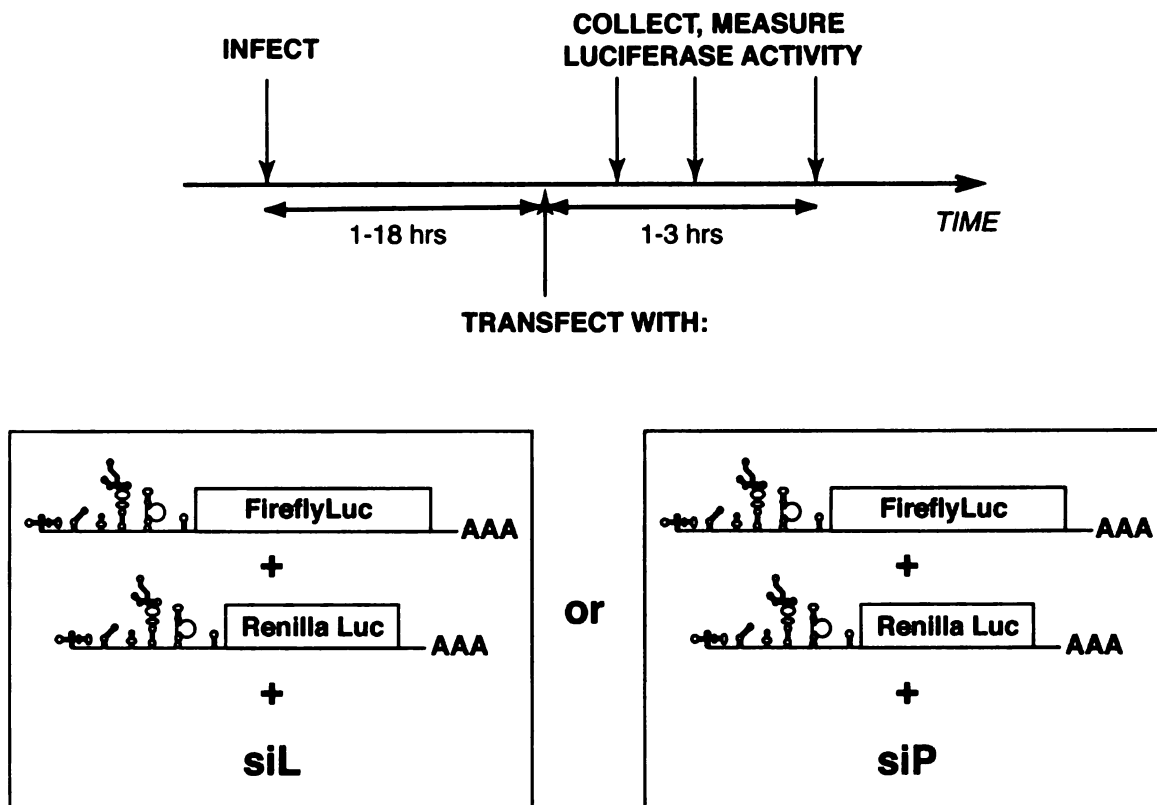 INFECT
COLLECT, MEASURE
LUCIFERASE ACTIVITY
1-18 hrs
1-3 hrs
TIME
TRANSFECT WITH:
FireflyLuc
AAA
+
Renilla Luc
AAA
+
siL
or
FireflyLuc
AAA
+
Renilla Luc
AAA
+
siP